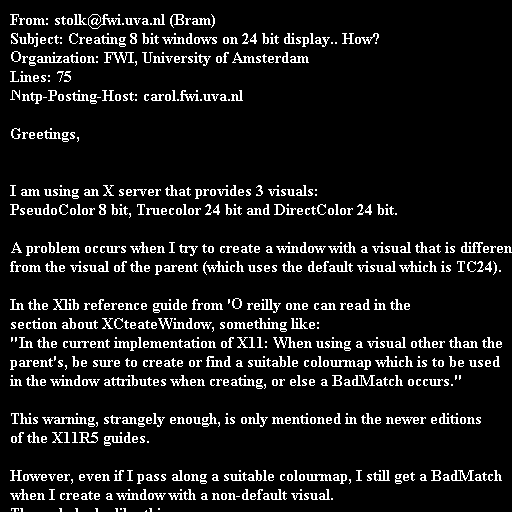 From: stolk@fwi.uva.nl (Bram)
Subject: Creating 8 bit windows on 24 bit display.. How?
Organization: FWI, University of Amsterdam
Lines: 75
Nntp-Posting-Host: carol.fwi.uva.nl
Greetings,
I am using an X server that provides 3 visuals:
PseudoColor 8 bit, Truecolor 24 bit and DirectColor 24 bit.
A problem occurs when I try to create a window with a visual that is differen
from the visual of the parent (which uses the default visual which is TC24).
In the Xlib reference guide from 'O reilly one can read in the
section about XCteateWindow, something like:
"In the current implementation of X11: When using a visual other than the
parent's, be sure to create or find a suitable colourmap which is to be used
in the window attributes when creating, or else a BadMatch occurs."
This warning, strangely enough, is only mentioned in the newer editions
of the X11R5 guides.
However, even if I pass along a suitable colourmap, I still get a BadMatch
when I create a window with a non-default visual.